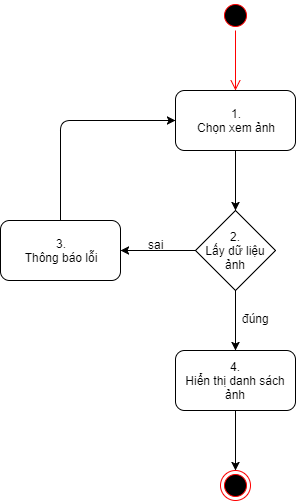 1.
Chọn xem ảnh
2.
Lấy dữ liệu
ảnh
sai
3.
Thông báo lỗi
đúng
4.
Hiển thị danh sách
ảnh